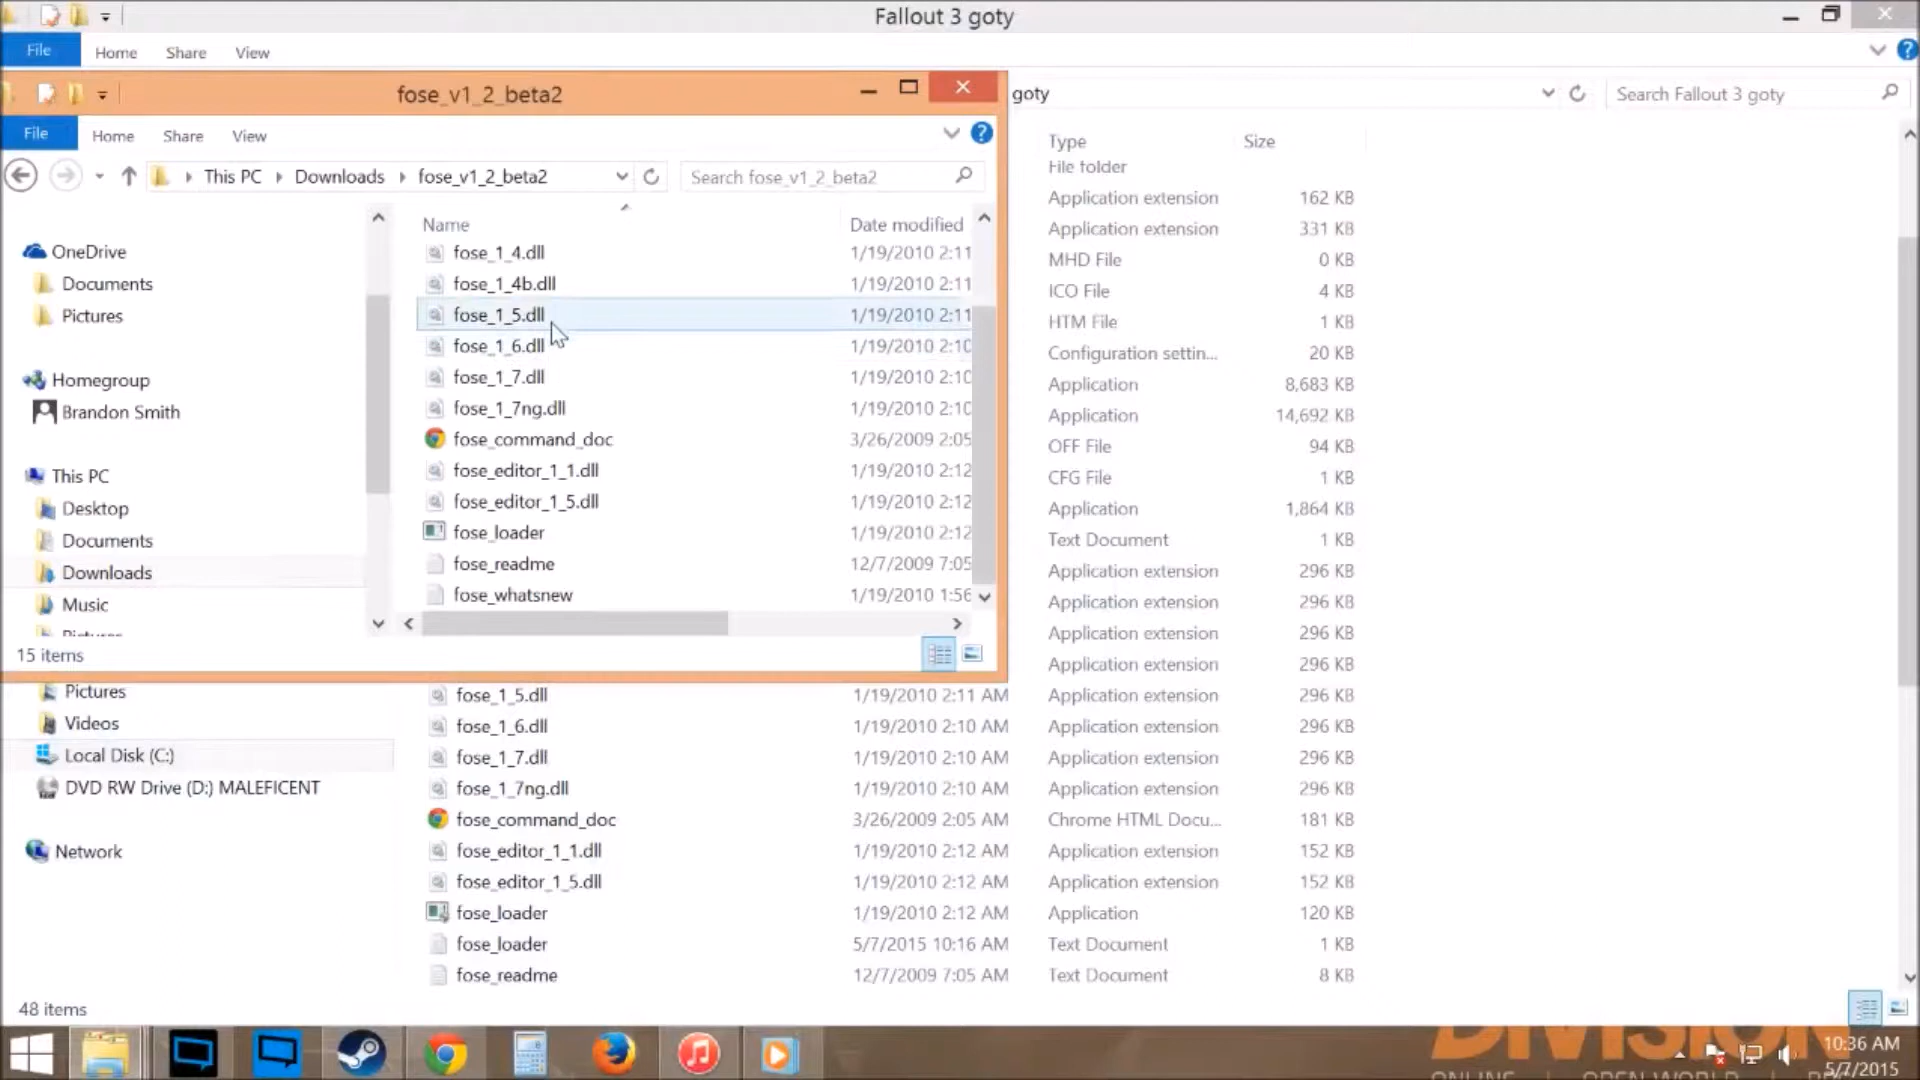 Fallout 3 goty
File Home Share View
fose_v1_2_beta2
goty Search Fallout 3 goty
File Home Share View
This PC Downloads fose_v1_2_beta2 Search fose_v1_2_beta2
Type Size
File folder
Application extension 162 KB
Application extension 331 KB
MHD File 0 KB
ICO File 4 KB
HTM File 1 KB
Configuration settin... 20 KB
Application 8,683 KB
Application 14,692 KB
OFF File 94 KB
CFG File 1 KB
Application 1,864 KB
Text Document 1 KB
Application extension 296 KB
Application extension 296 KB
Application extension 296 KB
Application extension 296 KB
Name Date modified
fose_1_4.dll 1/19/2010 2:11
fose_1_4b.dll 1/19/2010 2:11
fose_1_5.dll 1/19/2010 2:11
fose_1_6.dll 1/19/2010 2:10
fose_1_7.dll 1/19/2010 2:10
fose_1_7ng.dll 1/19/2010 2:10
fose_command_doc 3/26/2009 2:05
fose_editor_1_1.dll 1/19/2010 2:12
fose_editor_1_5.dll 1/19/2010 2:12
fose_loader 1/19/2010 2:12
fose_readme 12/7/2009 7:05
fose_whatsnew 1/19/2010 1:56
OneDrive
Documents
Pictures
Homegroup
Brandon Smith
This PC
Desktop
Documents
Downloads
Music
15 items
Pictures
Videos
Local Disk (C:)
DVD RW Drive (D:) MALEFICENT
Network
fose_1_5.dll 1/19/2010 2:11 AM Application extension 296 KB
fose_1_6.dll 1/19/2010 2:10 AM Application extension 296 KB
fose_1_7.dll 1/19/2010 2:10 AM Application extension 296 KB
fose_1_7ng.dll 1/19/2010 2:10 AM Application extension 296 KB
fose_command_doc 3/26/2009 2:05 AM Chrome HTML Docu... 181 KB
fose_editor_1_1.dll 1/19/2010 2:12 AM Application extension 152 KB
fose_editor_1_5.dll 1/19/2010 2:12 AM Application extension 152 KB
fose_loader 1/19/2010 2:12 AM Application 120 KB
fose_loader 5/7/2015 10:16 AM Text Document 1 KB
fose_readme 12/7/2009 7:05 AM Text Document 8 KB
48 items
10:36 AM
5/7/2015